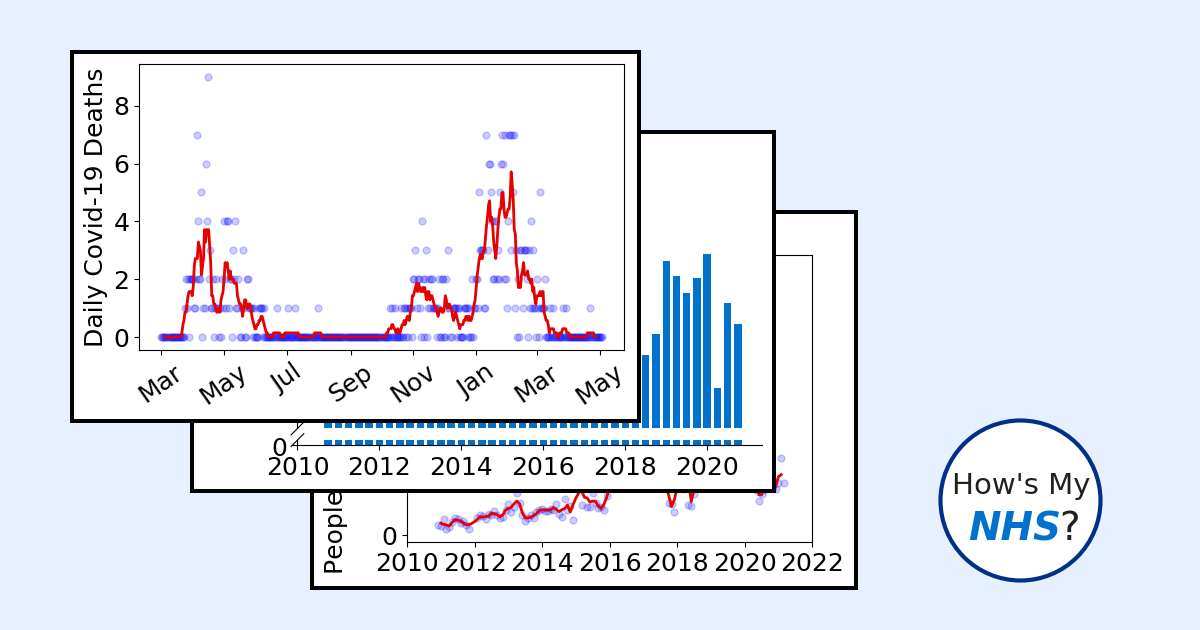 Daily Covid-19 Deaths
8
6
4
2
0
Mar May Jul Sep Nov Jan Mar May
0
2010 2012 2014 2016 2018 2020
People
0
2010 2012 2014 2016 2018 2020 2022
How's My
NHS?